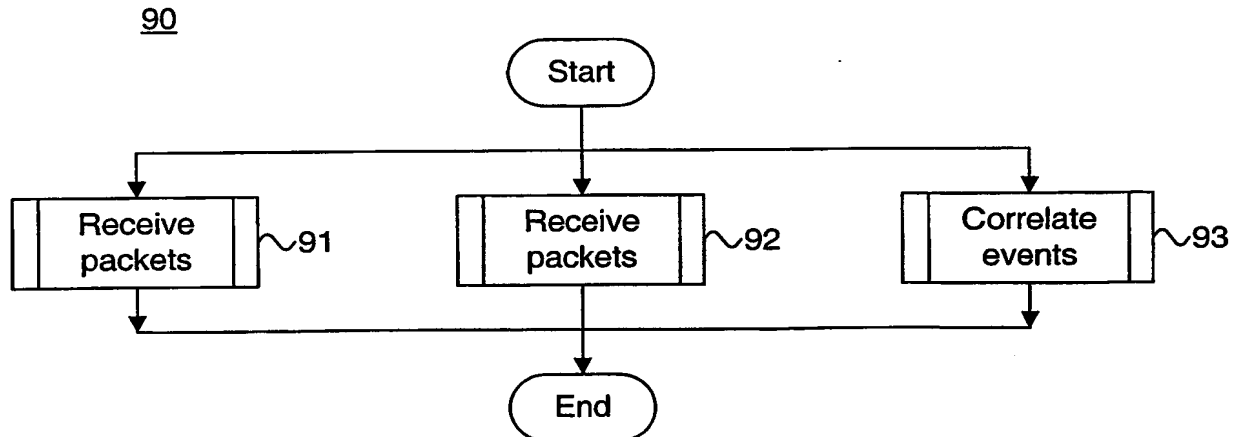 90
Start
Receive
packets
91
Receive
packets
92
Correlate
events
93
End